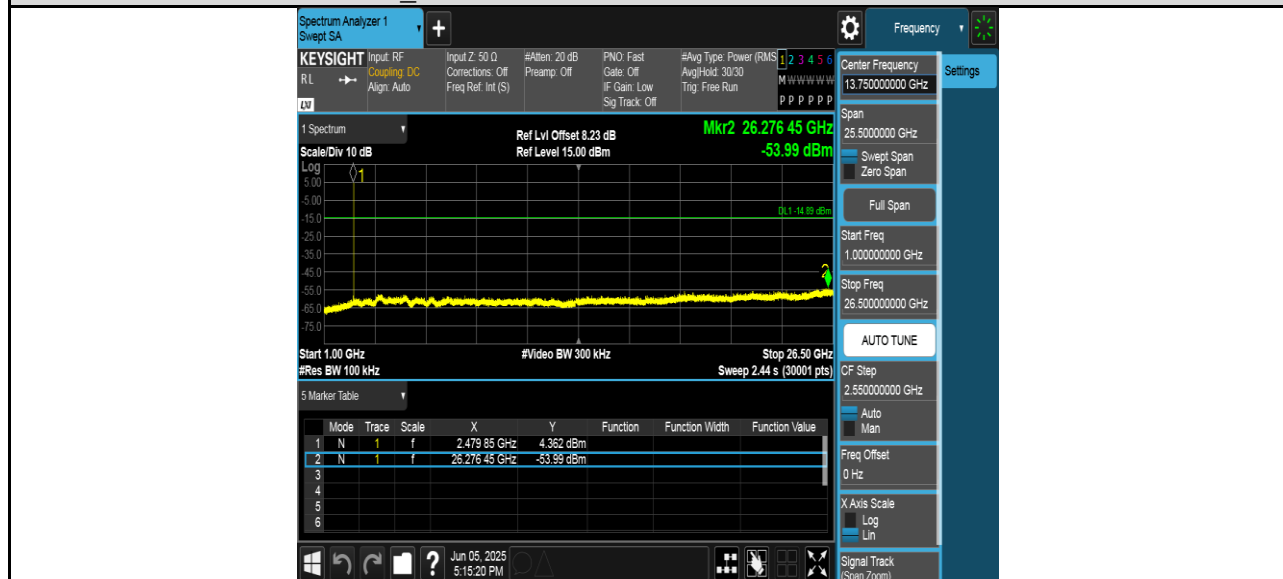 Spectrum Analyzer 1
Swept SA
+
Frequency
KEYSIGHT
RL
LXI
Input: RF
Coupling: DC
Align: Auto
Input Z: 50 Ω
Corrections: Off
Freq Ref: Int (S)
#Atten: 20 dB
Preamp: Off
PNO: Fast
Gate: Off
IF Gain: Low
Sig Track: Off
#Avg Type: Power (RMS
Avg|Hold: 30/30
Trig: Free Run
1 2 3 4 5 6
M W W W W W
P P P P P P
Center Frequency
13.750000000 GHz
Settings
Span
25.5000000 GHz
Swept Span
Zero Span
Full Span
Start Freq
1.000000000 GHz
Stop Freq
26.500000000 GHz
AUTO TUNE
CF Step
2.550000000 GHz
Auto
Man
Freq Offset
0 Hz
X Axis Scale
Log
Lin
Signal Track
(Span Zoom)
1 Spectrum
Scale/Div 10 dB
Ref Lvl Offset 8.23 dB
Ref Level 15.00 dBm
Mkr2 26.276 45 GHz
-53.99 dBm
Log
5.00
-5.00
-15.0
-25.0
-35.0
-45.0
-55.0
-65.0
-75.0
1
DL1 -14.89 dBm
2
Start 1.00 GHz
#Video BW 300 kHz
Stop 26.50 GHz
#Res BW 100 kHz
Sweep 2.44 s (30001 pts)
5 Marker Table
Mode Trace Scale X Y Function Function Width Function Value
1 N 1 f 2.479 85 GHz 4.362 dBm
2 N 1 f 26.276 45 GHz -53.99 dBm
3
4
5
6
?
Jun 05, 2025
5:15:20 PM